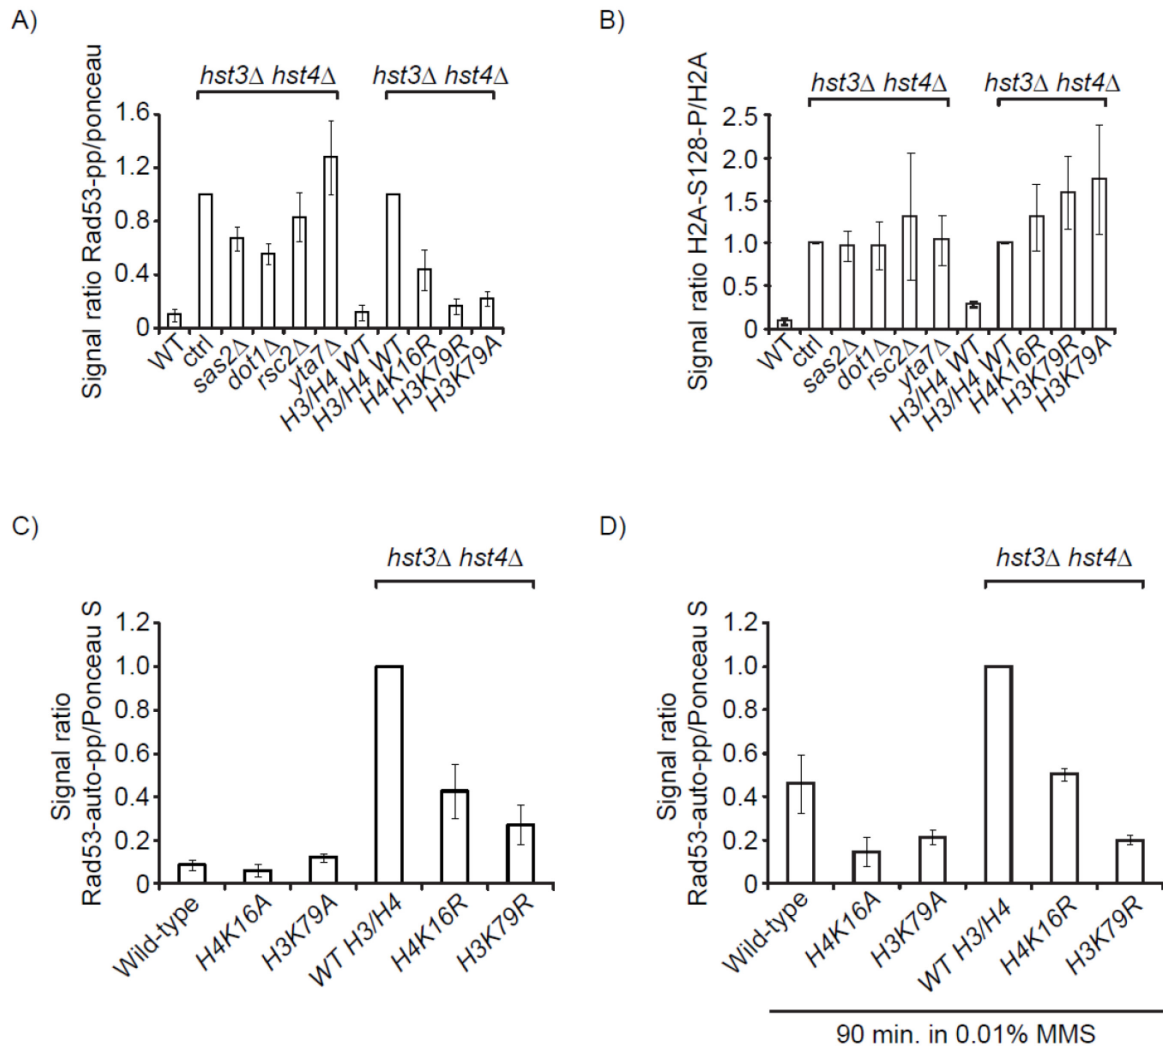 A)
hst3Δ hst4Δ
hst3Δ hst4Δ
Signal ratio Rad53-pp/ponceau
1.6
1.2
0.8
0.4
0
WT
ctrl
sas2Δ
dot1Δ
rsc2Δ
yta7Δ
H3/H4 WT
H3/H4 WT
H4K16R
H3K79R
H3K79A
B)
hst3Δ hst4Δ
hst3Δ hst4Δ
Signal ratio H2A-S128-P/H2A
2.5
2.0
1.5
1.0
0.5
0
WT
ctrl
sas2Δ
dot1Δ
rsc2Δ
yta7Δ
H3/H4 WT
H3/H4 WT
H4K16R
H3K79R
H3K79A
C)
hst3Δ hst4Δ
Signal ratio
Rad53-auto-pp/Ponceau S
1.2
1.0
0.8
0.6
0.4
0.2
0
Wild-type
H4K16A
H3K79A
WT H3/H4
H4K16R
H3K79R
D)
hst3Δ hst4Δ
Signal ratio
Rad53-auto-pp/Ponceau S
1.2
1.0
0.8
0.6
0.4
0.2
0
Wild-type
H4K16A
H3K79A
WT H3/H4
H4K16R
H3K79R
90 min. in 0.01% MMS